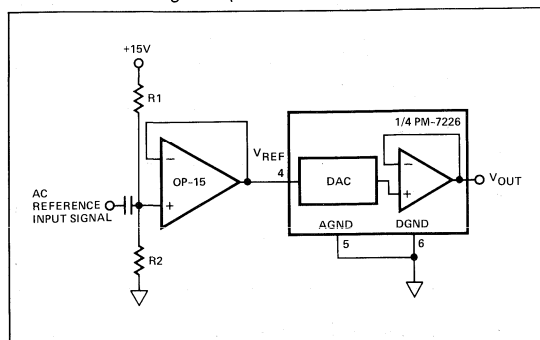 +15V
R1
1/4 PM-7226
VREF
4
OP-15
DAC
VOUT
AC
REFERENCE
INPUT SIGNAL
AGND
DGND
5
6
R2